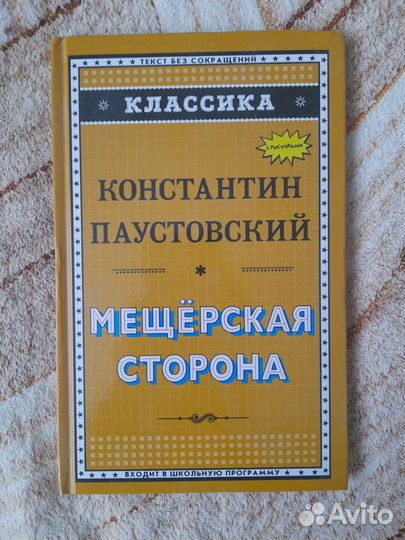 ТЕКСТ БЕЗ СОКРАЩЕНИЙ
КЛАССИКА
С РИСУНКАМИ
КОНСТАНТИН
ПАУСТОВСКИЙ
МЕЩЁРСКАЯ
СТОРОНА
ВХОДИТ В ШКОЛЬНУЮ ПРОГРАММУ
Avito